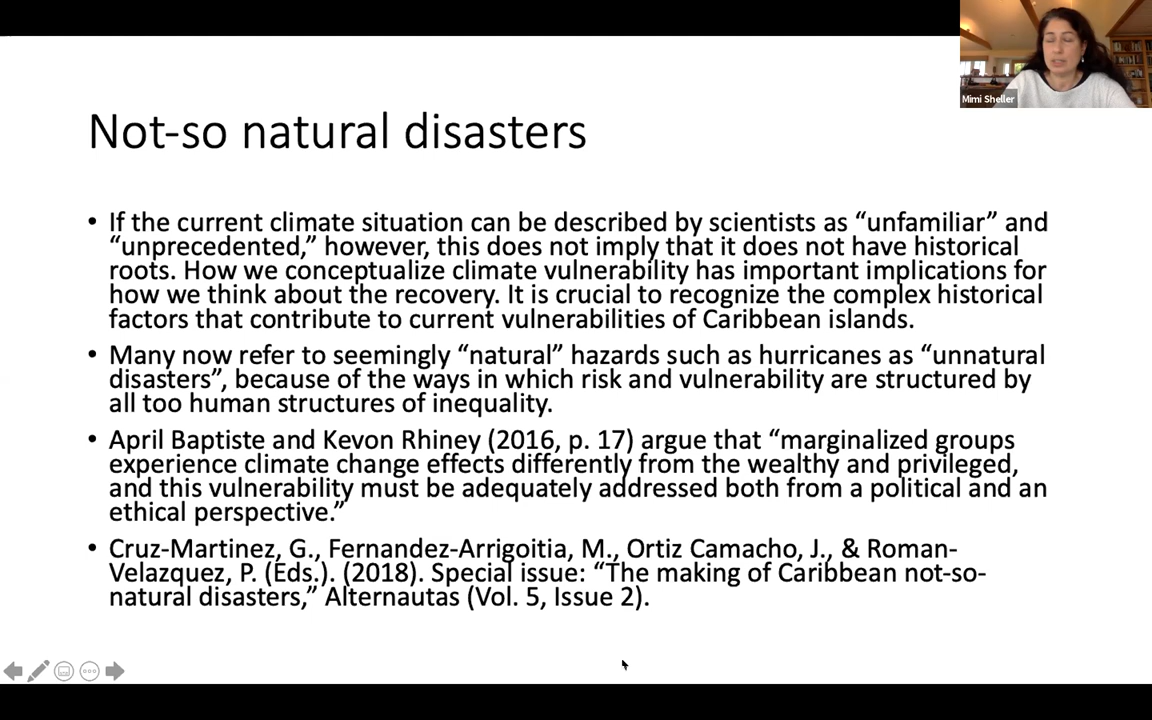 Mimi Sheller
Not-so natural disasters
• If the current climate situation can be described by scientists as “unfamiliar” and
“unprecedented,” however, this does not imply that it does not have historical
roots. How we conceptualize climate vulnerability has important implications for
how we think about the recovery. It is crucial to recognize the complex historical
factors that contribute to current vulnerabilities of Caribbean islands.
• Many now refer to seemingly “natural” hazards such as hurricanes as “unnatural
disasters”, because of the ways in which risk and vulnerability are structured by
all too human structures of inequality.
• April Baptiste and Kevon Rhiney (2016, p. 17) argue that “marginalized groups
experience climate change effects differently from the wealthy and privileged,
and this vulnerability must be adequately addressed both from a political and an
ethical perspective.”
• Cruz-Martinez, G., Fernandez-Arrigoitia, M., Ortiz Camacho, J., & Roman-
Velazquez, P. (Eds.). (2018). Special issue: “The making of Caribbean not-so-
natural disasters,” Alternautas (Vol. 5, Issue 2).